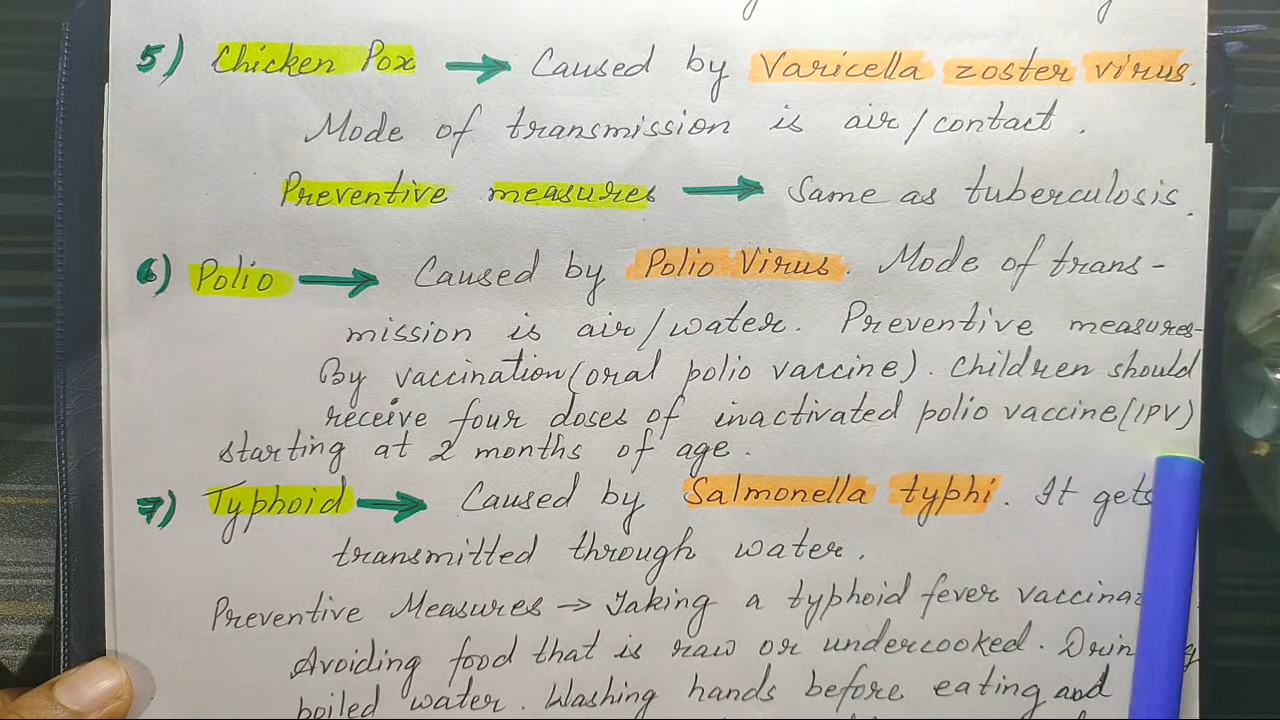 5) Chicken Pox → Caused by Varicella zoster virus.
Mode of transmission is air/contact.
Preventive measures → Same as tuberculosis.
6) Polio → Caused by Polio Virus. Mode of trans-
mission is air/water. Preventive measures-
By vaccination (oral polio vaccine). Children should
receive four doses of inactivated polio vaccine (IPV)
starting at 2 months of age.
7) Typhoid → Caused by Salmonella typhi. It gets
transmitted through water.
Preventive Measures → Taking a typhoid fever
Avoiding food that is raw or undercooked.
boiled water. Washing hands before eating and